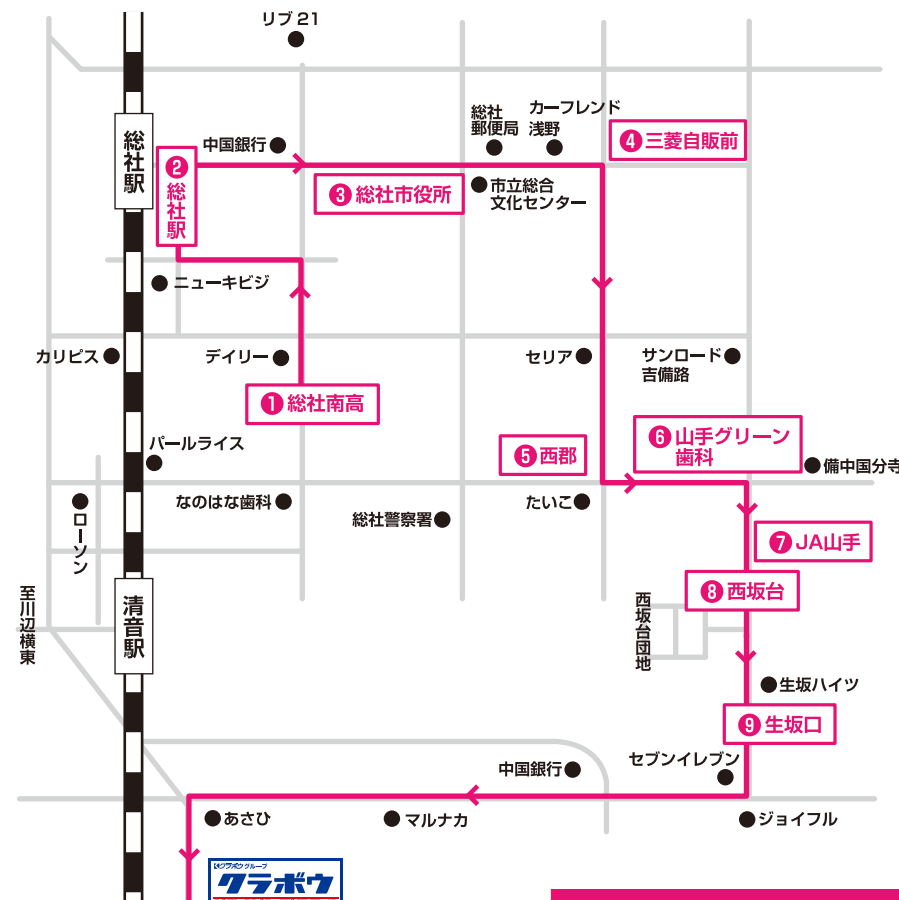 リブ21
総社
郵便局
カーフレンド
浅野
中国銀行
総社駅
❷総社駅
❹三菱自販前
❸総社市役所
市立総合
文化センター
ニューキビジ
カリビス
デイリー
セリア
サンロード
吉備路
❶総社南高
パールライス
❺西郡
❻山手グリーン
歯科
備中国分寺
ローソン
なのはな歯科
総社警察署
たいこ
❼JA山手
至川辺横東
清音駅
❽西坂台
西坂台団地
生坂ハイツ
❾生坂口
中国銀行
セブンイレブン
あさひ
マルナカ
ジョイフル
クラボウグループ
クラボウ